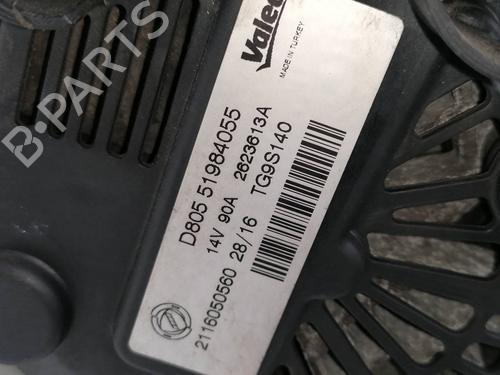 B-PARTS
Valeo
MADE IN TURKEY
D805 51984055
14V 90A 2623613A
28/16 TG9S140
2116050560